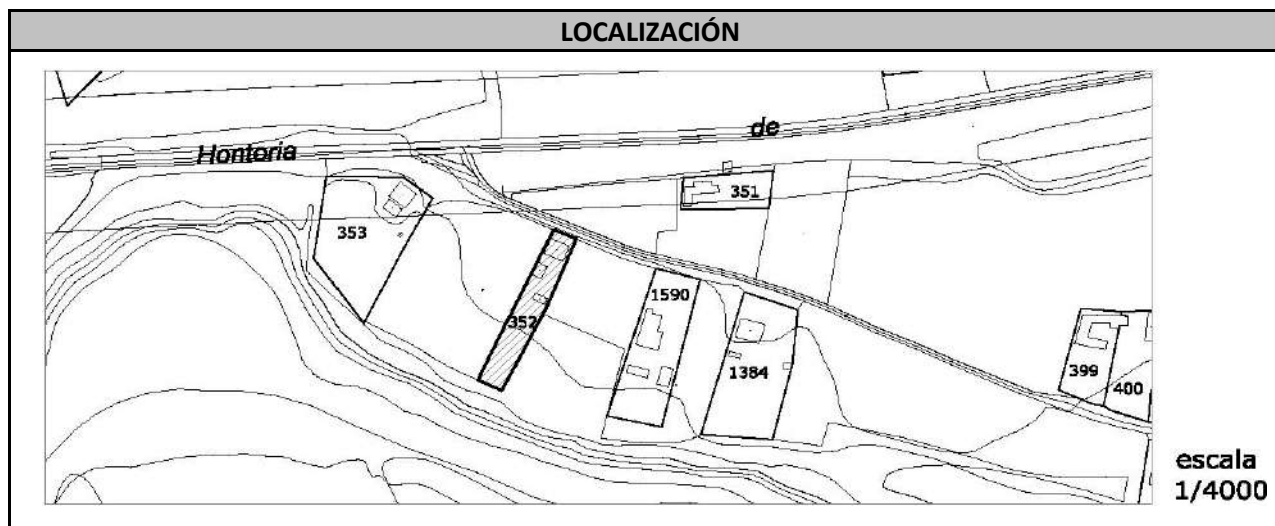 LOCALIZACIÓN
Hontoria de
351
353
352
1590
1384
399
400
escala
1/4000